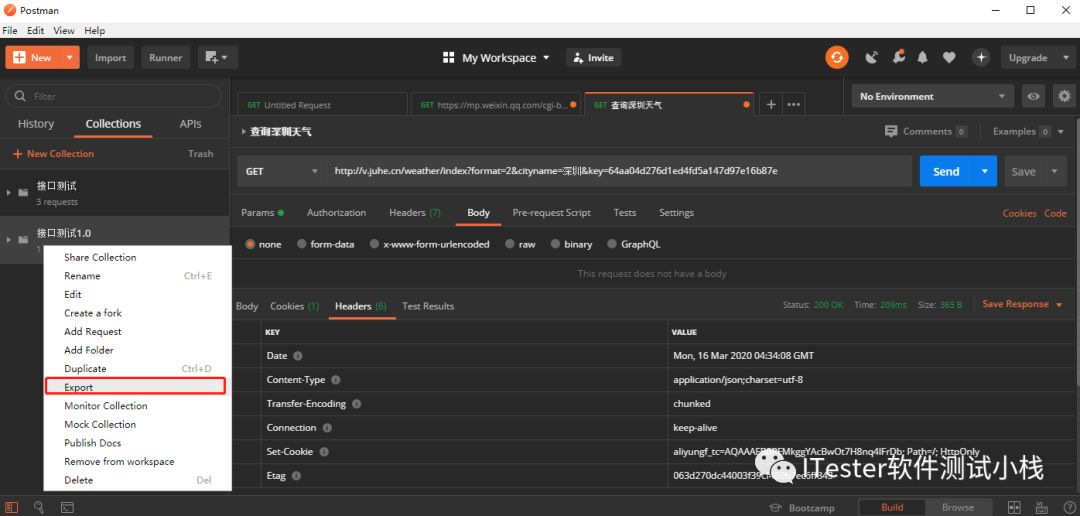 Postman
File Edit View Help
New Import Runner My Workspace Invite Upgrade
Filter
History Collections APIs
New Collection Trash
接口测试
3 requests
接口测试1.0
1
Share Collection
Rename Ctrl+E
Edit
Create a fork
Add Request
Add Folder
Duplicate Ctrl+D
Export
Monitor Collection
Mock Collection
Publish Docs
Remove from workspace
Delete Del
GET Untitled Request GET https://mp.weixin.qq.com/cgi-b... GET 查询深圳天气 No Environment
查询深圳天气 Comments 0 Examples 0
GET http://v.juhe.cn/weather/index?format=2&cityname=深圳&key=64aa04d276d1ed4fd5a147d97e16b87e Send Save
Params Authorization Headers (7) Body Pre-request Script Tests Settings Cookies Code
none form-data x-www-form-urlencoded raw binary GraphQL
This request does not have a body
Body Cookies (1) Headers (6) Test Results Status: 200 OK Time: 209ms Size: 365 B Save Response
KEY VALUE
Date Mon, 16 Mar 2020 04:34:08 GMT
Content-Type application/json;charset=utf-8
Transfer-Encoding chunked
Connection keep-alive
Set-Cookie Path=/; HttpOnly
Etag
ITester软件测试小栈
Bootcamp Build Browse